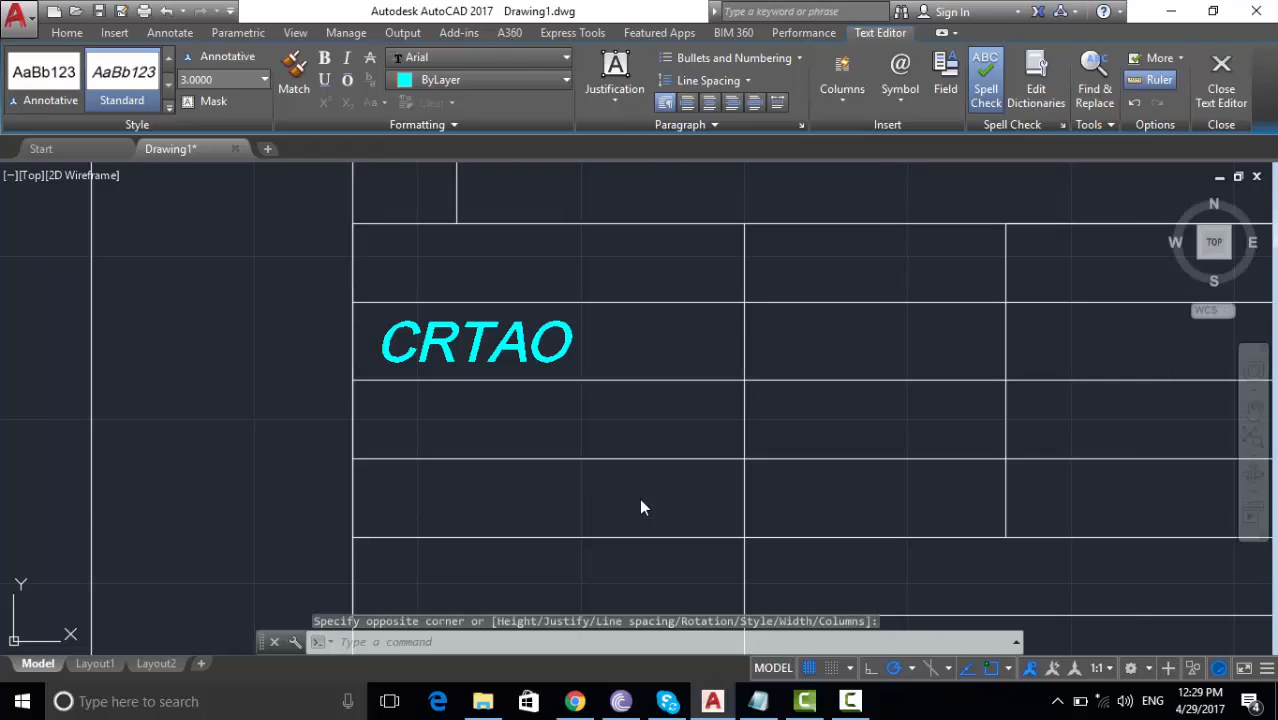 Autodesk AutoCAD 2017 Drawing1.dwg
Type a keyword or phrase
Sign In
Home Insert Annotate Parametric View Manage Output Add-ins A360 Express Tools Featured Apps BIM 360 Performance Text Editor
AaBb123 Annotative
AaBb123 Standard
Annotative
3.0000
Mask
Style
Match
B I A
U O
Aa
Clear
Arial
ByLayer
Formatting
A
Justification
Bullets and Numbering
Line Spacing
Paragraph
Columns
@
Symbol
Field
Insert
ABC
Spell Check
Edit Dictionaries
Spell Check
Find & Replace
Tools
More
Ruler
Options
Close Text Editor
Close
Start
Drawing1*
[−][Top][2D Wireframe]
N
W TOP E
S
WCS
CRTAO
Y
X
Specify opposite corner or [Height/Justify/Line spacing/Rotation/Style/Width/Columns]:
Type a command
Model Layout1 Layout2
MODEL
1:1
Type here to search
ENG
12:29 PM
4/29/2017
4